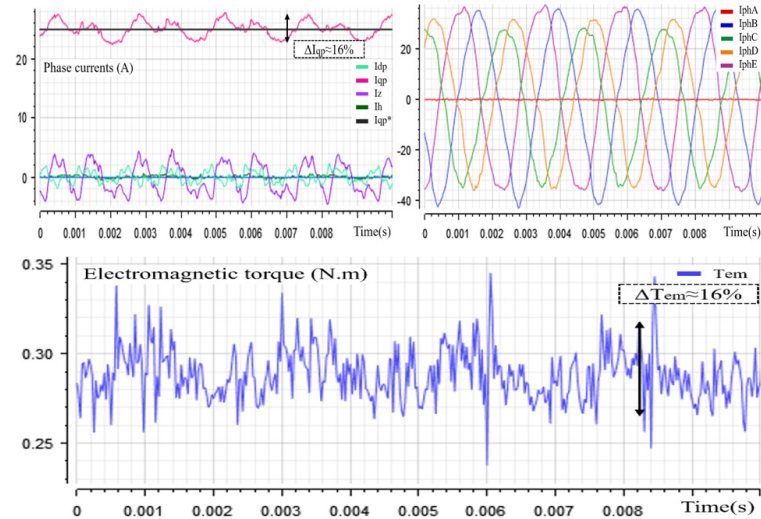 ΔIqp≈16%
Phase currents (A)
Idp
Iqp
Iz
Ih
Iqp*
20
10
0
0 0.001 0.002 0.003 0.004 0.005 0.006 0.007 Time(s)
IphA
IphB
IphC
IphD
IphE
20
0
-20
-40
0 0.001 0.002 0.003 0.004 0.005 0.006 0.007 0.008 Time(s)
Electromagnetic torque (N.m)
Tem
ΔTem≈16%
0.35
0.30
0.25
0 0.001 0.002 0.003 0.004 0.005 0.006 0.007 0.008 Time(s)